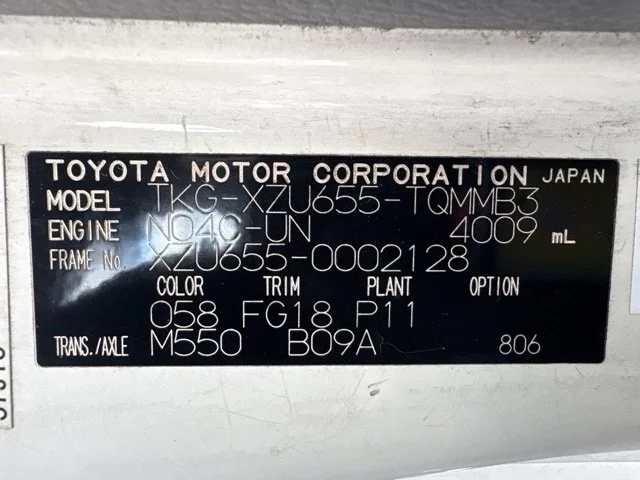 TOYOTA MOTOR CORPORATION JAPAN
MODEL TKG-XZU655-TQMMB3
ENGINE N04C-UN 4009 mL
FRAME No. XZU655-0002128
COLOR TRIM PLANT OPTION
058 FG18 P11
TRANS./AXLE M550 B09A 806